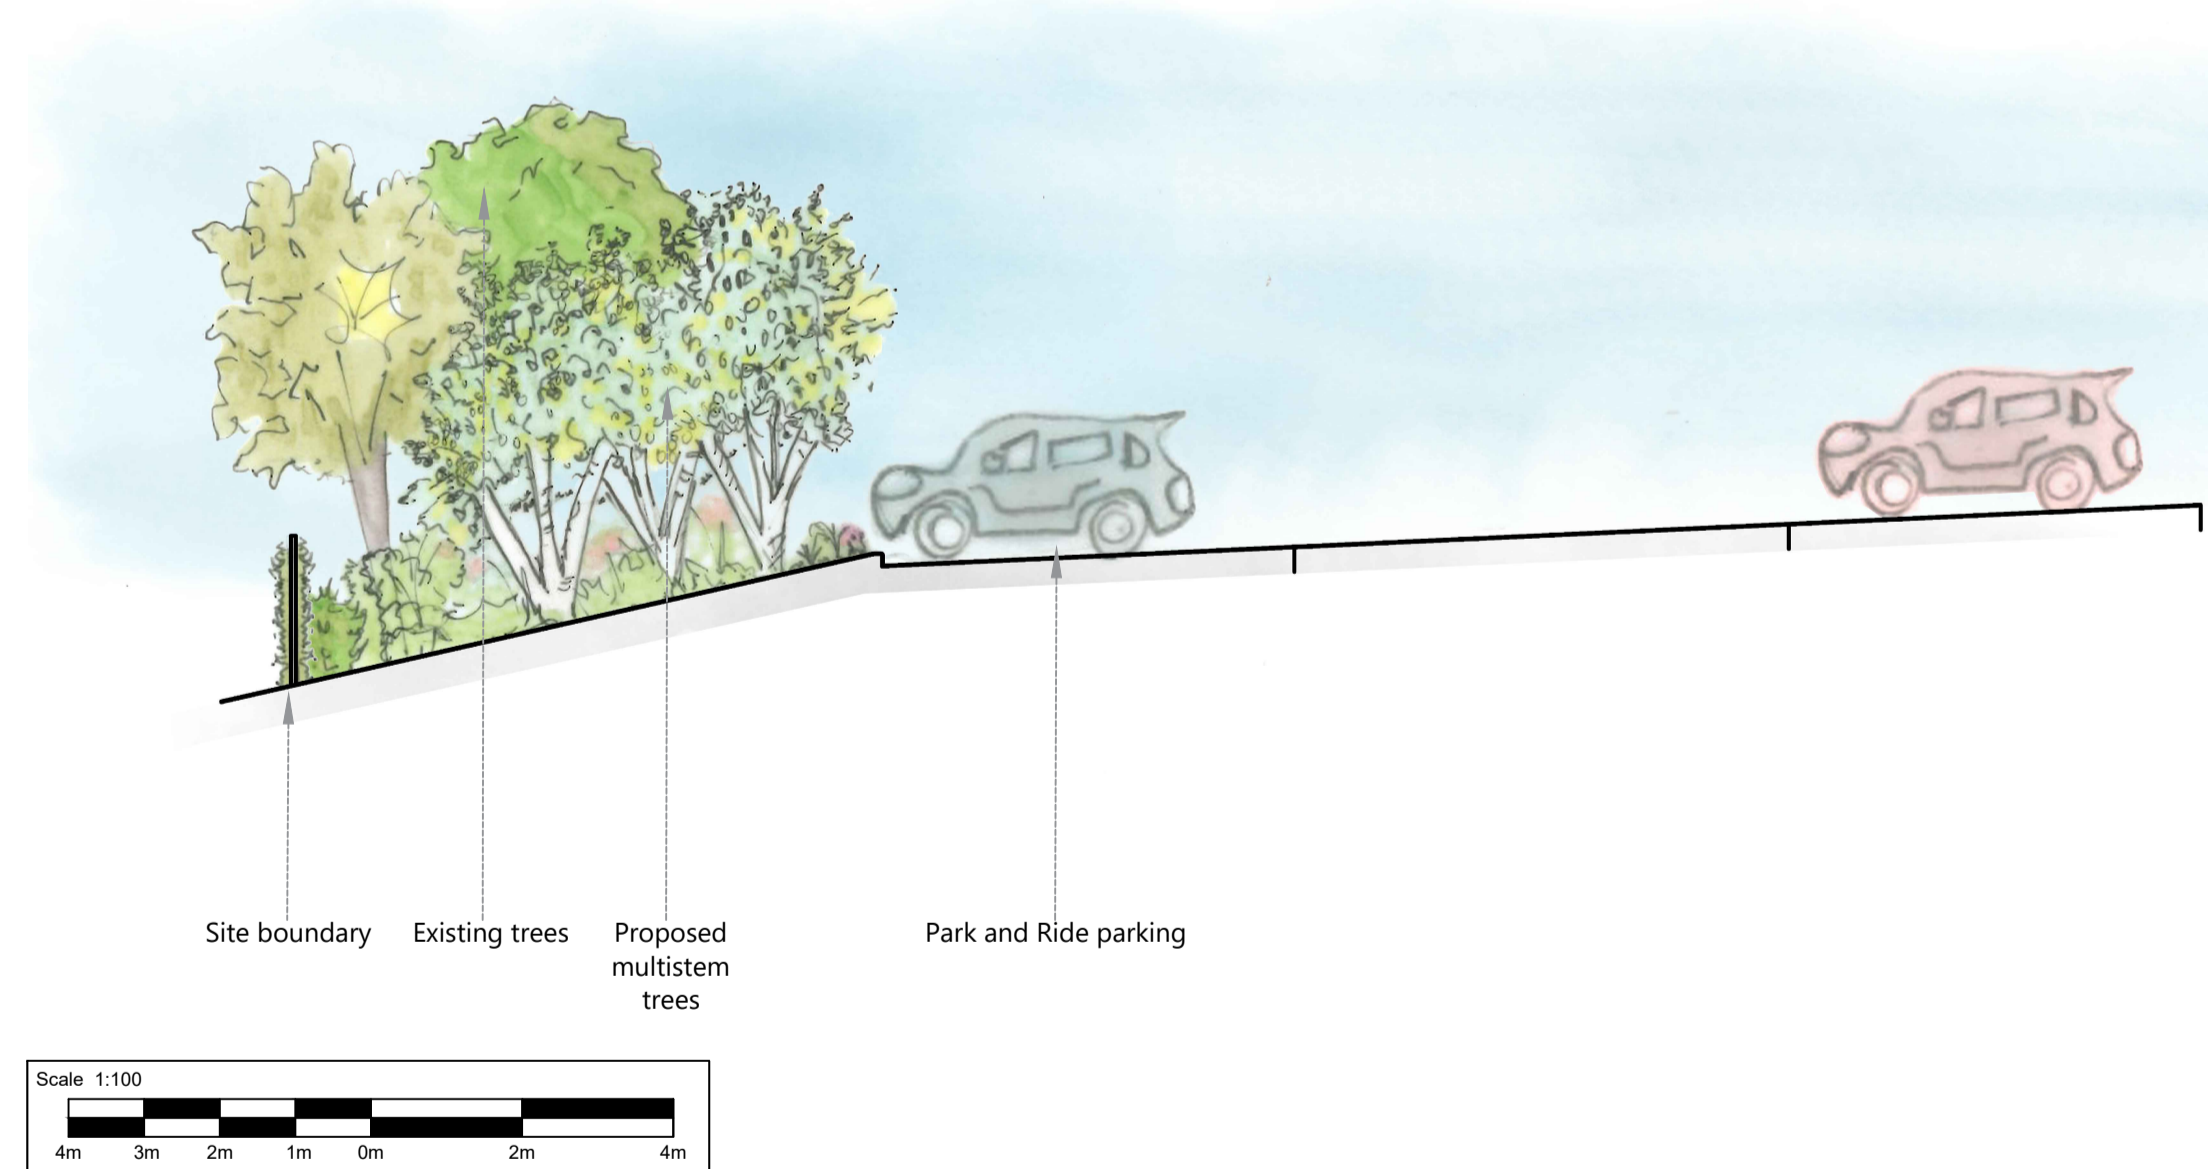 Site boundary
Existing trees
Proposed
multistem
trees
Park and Ride parking
Scale 1:100
4m 3m 2m 1m 0m 2m 4m